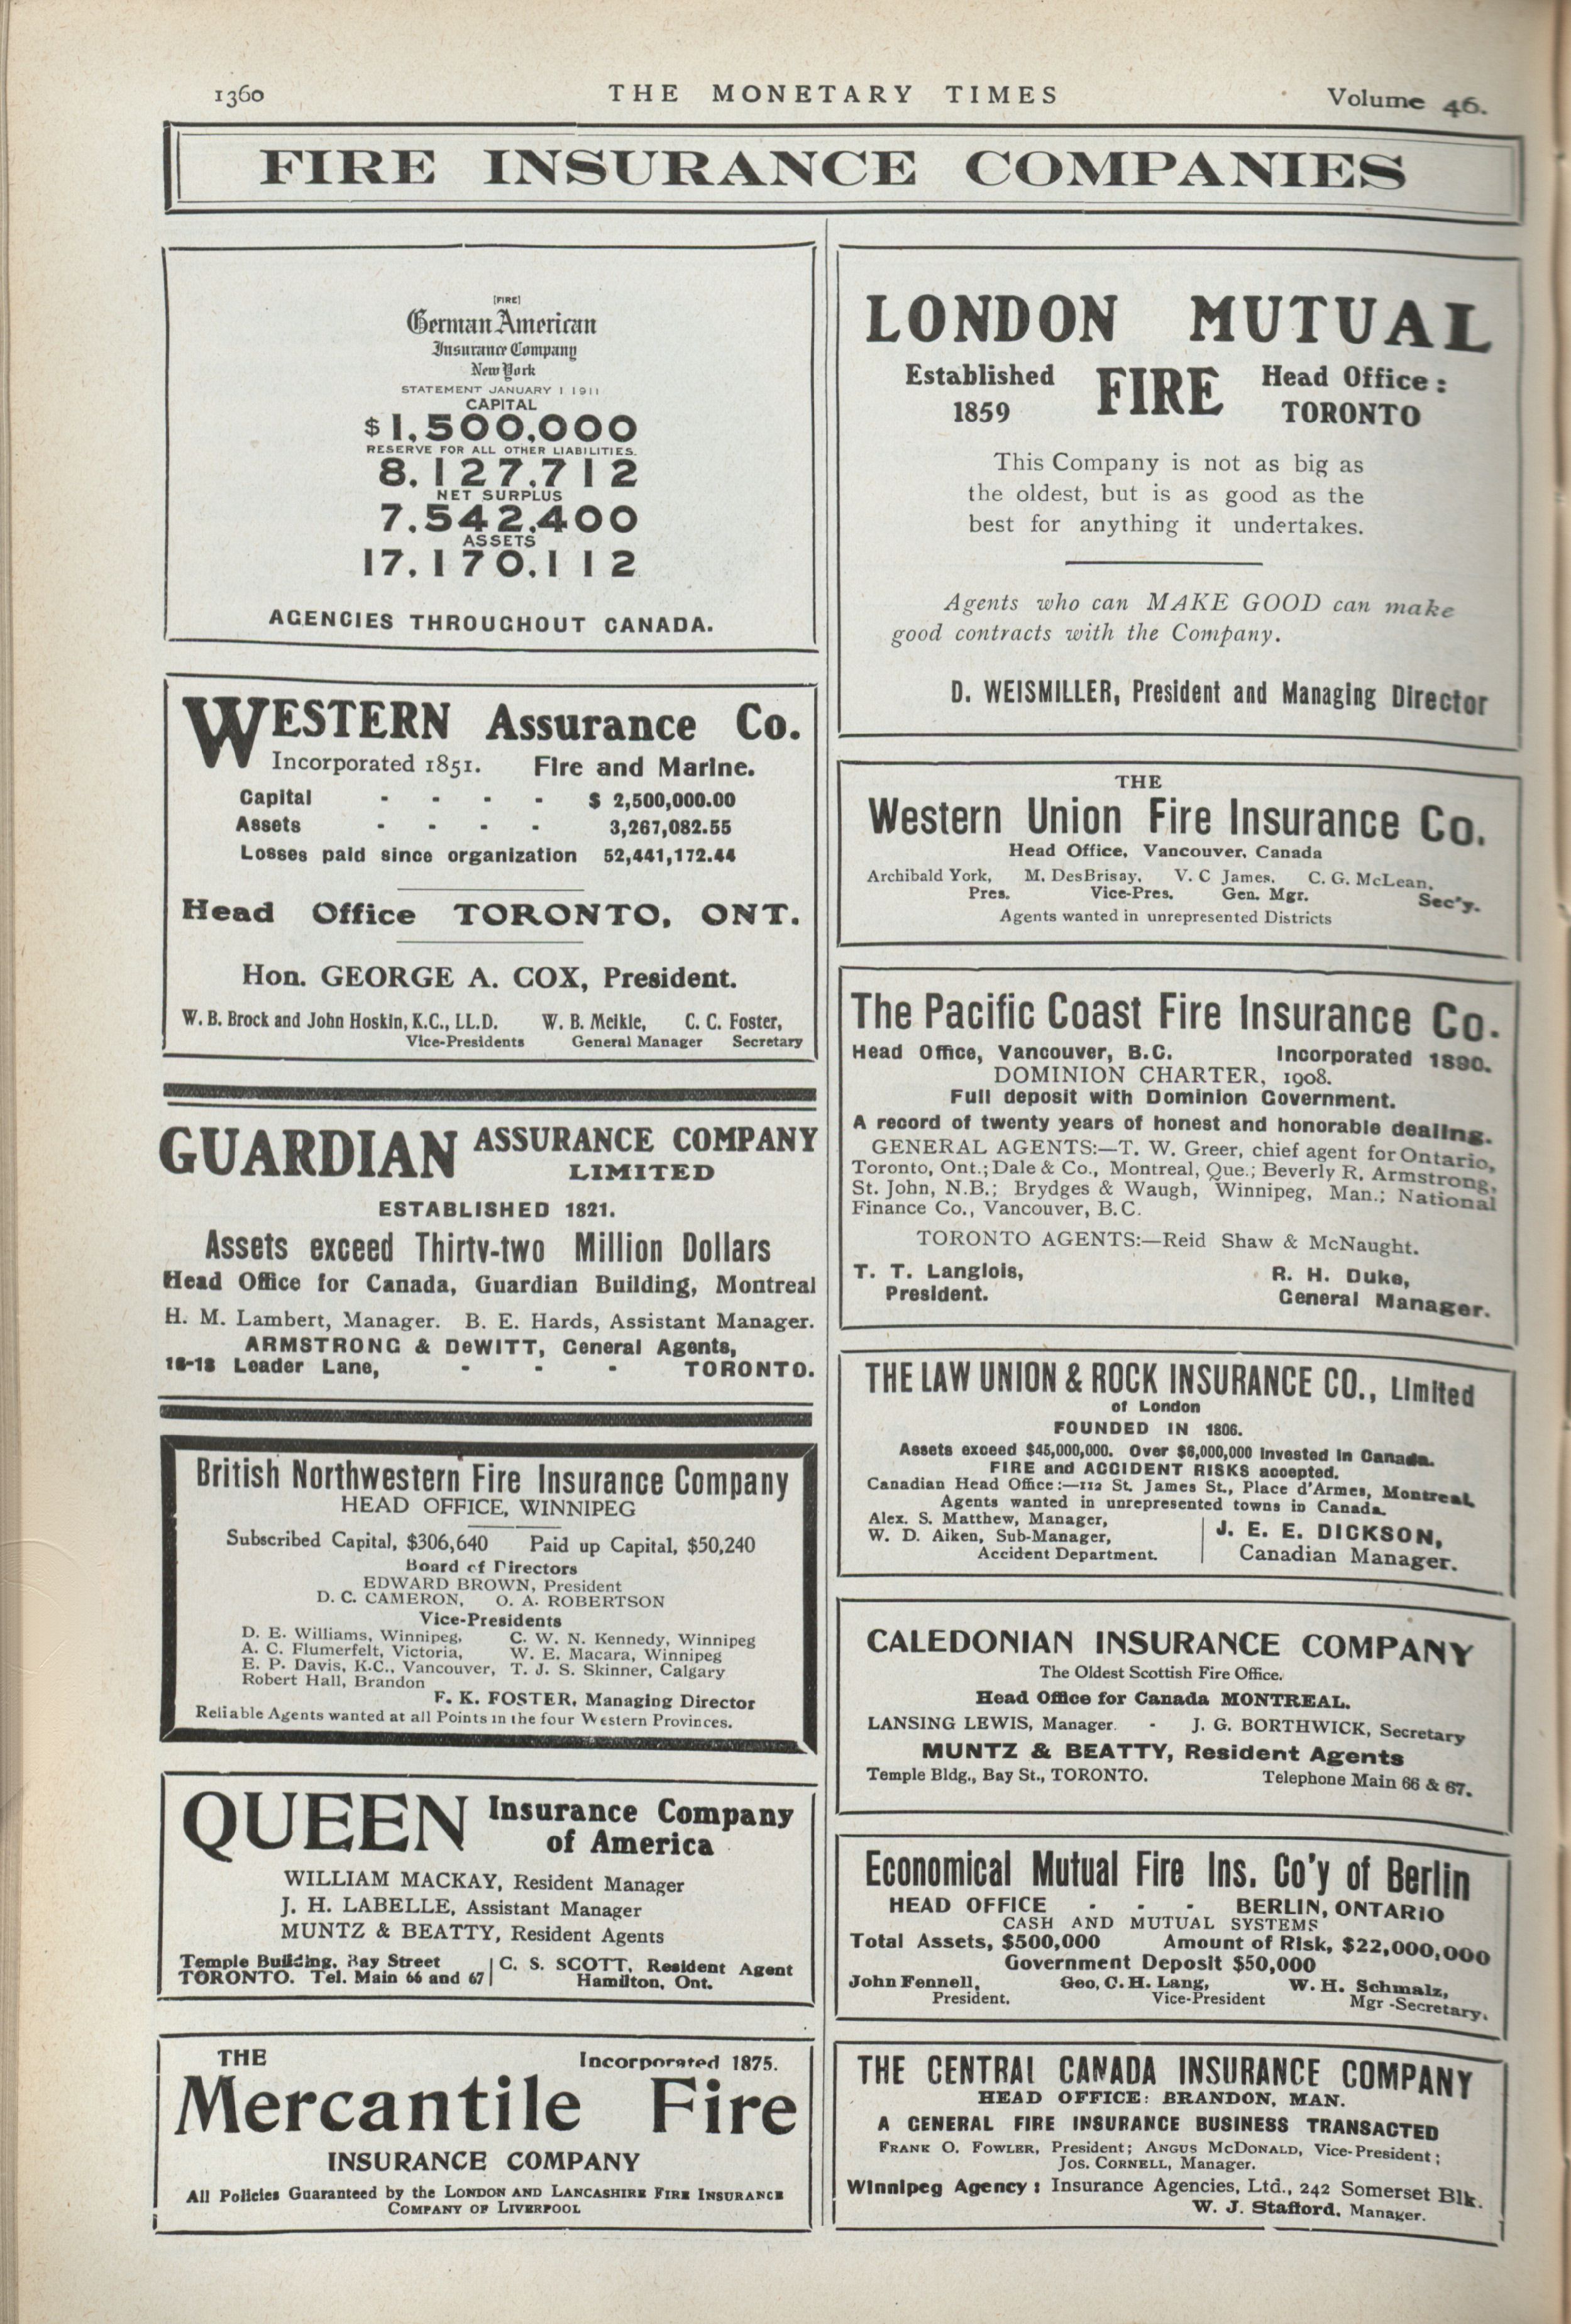 1360 THE MONETARY TIMES Volume 46.
FIRE INSURANCE COMPANIES
[FIRE]
German American
Insurance Company
New York
STATEMENT JANUARY 1 1911
CAPITAL
$1,500,000
RESERVE FOR ALL OTHER LIABILITIES.
8,127,712
NET SURPLUS
7,542,400
ASSETS
17,170,112
AGENCIES THROUGHOUT CANADA.
WESTERN Assurance Co.
Incorporated 1851. Fire and Marine.
Capital - - - - $ 2,500,000.00
Assets - - - - 3,267,082.55
Losses paid since organization 52,441,172.44
Head Office TORONTO, ONT.
Hon. GEORGE A. COX, President.
W. B. Brock and John Hoskin, K.C., LL.D. W. B. Meikle, C. C. Foster,
Vice-Presidents General Manager Secretary
GUARDIAN ASSURANCE COMPANY
LIMITED
ESTABLISHED 1821.
Assets exceed Thirty-two Million Dollars
Head Office for Canada, Guardian Building, Montreal
H. M. Lambert, Manager. B. E. Hards, Assistant Manager.
ARMSTRONG & DeWITT, General Agents,
16-18 Leader Lane, - - - TORONTO.
British Northwestern Fire Insurance Company
HEAD OFFICE, WINNIPEG
Subscribed Capital, $306,640 Paid up Capital, $50,240
Board of Directors
EDWARD BROWN, President
D. C. CAMERON, O. A. ROBERTSON
Vice-Presidents
D. E. Williams, Winnipeg, C. W. N. Kennedy, Winnipeg
A. C. Flumerfelt, Victoria, W. E. Macara, Winnipeg
E. P. Davis, K.C., Vancouver, T. J. S. Skinner, Calgary
Robert Hall, Brandon
F. K. FOSTER, Managing Director
Reliable Agents wanted at all Points in the four Western Provinces.
QUEEN Insurance Company
of America
WILLIAM MACKAY, Resident Manager
J. H. LABELLE, Assistant Manager
MUNTZ & BEATTY, Resident Agents
Temple Building, Bay Street C. S. SCOTT, Resident Agent
TORONTO. Tel. Main 66 and 67 Hamilton, Ont.
THE Incorporated 1875.
Mercantile Fire
INSURANCE COMPANY
All Policies Guaranteed by the LONDON AND LANCASHIRE FIRE INSURANCE
COMPANY OF LIVERPOOL
LONDON MUTUAL
Established FIRE Head Office:
1859 TORONTO
This Company is not as big as
the oldest, but is as good as the
best for anything it undertakes.
Agents who can MAKE GOOD can make
good contracts with the Company.
D. WEISMILLER, President and Managing Director
THE
Western Union Fire Insurance Co.
Head Office, Vancouver, Canada
Archibald York, M. DesBrisay, V. C James, C. G. McLean,
Pres. Vice-Pres. Gen. Mgr. Sec'y.
Agents wanted in unrepresented Districts
The Pacific Coast Fire Insurance Co.
Head Office, Vancouver, B.C. Incorporated 1890.
DOMINION CHARTER, 1908.
Full deposit with Dominion Government.
A record of twenty years of honest and honorable dealing.
GENERAL AGENTS:—T. W. Greer, chief agent for Ontario,
Toronto, Ont.; Dale & Co., Montreal, Que.; Beverly R. Armstrong,
St. John, N.B.; Brydges & Waugh, Winnipeg, Man.; National
Finance Co., Vancouver, B.C.
TORONTO AGENTS:—Reid Shaw & McNaught.
T. T. Langlois, R. H. Duke,
President. General Manager.
THE LAW UNION & ROCK INSURANCE CO., Limited
of London
FOUNDED IN 1806.
Assets exceed $45,000,000. Over $6,000,000 invested in Canada.
FIRE and ACCIDENT RISKS accepted.
Canadian Head Office:—112 St. James St., Place d'Armes, Montreal.
Agents wanted in unrepresented towns in Canada.
Alex. S. Matthew, Manager, J. E. E. DICKSON,
W. D. Aiken, Sub-Manager,
Accident Department. Canadian Manager.
CALEDONIAN INSURANCE COMPANY
The Oldest Scottish Fire Office.
Head Office for Canada MONTREAL.
LANSING LEWIS, Manager. - J. G. BORTHWICK, Secretary
MUNTZ & BEATTY, Resident Agents
Temple Bldg., Bay St., TORONTO. Telephone Main 66 & 67.
Economical Mutual Fire Ins. Co'y of Berlin
HEAD OFFICE - - - BERLIN, ONTARIO
CASH AND MUTUAL SYSTEMS
Total Assets, $500,000 Amount of Risk, $22,000,000
Government Deposit $50,000
John Fennell, Geo. C. H. Lang, W. H. Schmalz,
President. Vice-President Mgr -Secretary.
THE CENTRAL CANADA INSURANCE COMPANY
HEAD OFFICE: BRANDON, MAN.
A GENERAL FIRE INSURANCE BUSINESS TRANSACTED
FRANK O. FOWLER, President; ANGUS MCDONALD, Vice-President;
Jos. CORNELL, Manager.
Winnipeg Agency: Insurance Agencies, Ltd., 242 Somerset Blk.
W. J. Stafford, Manager.